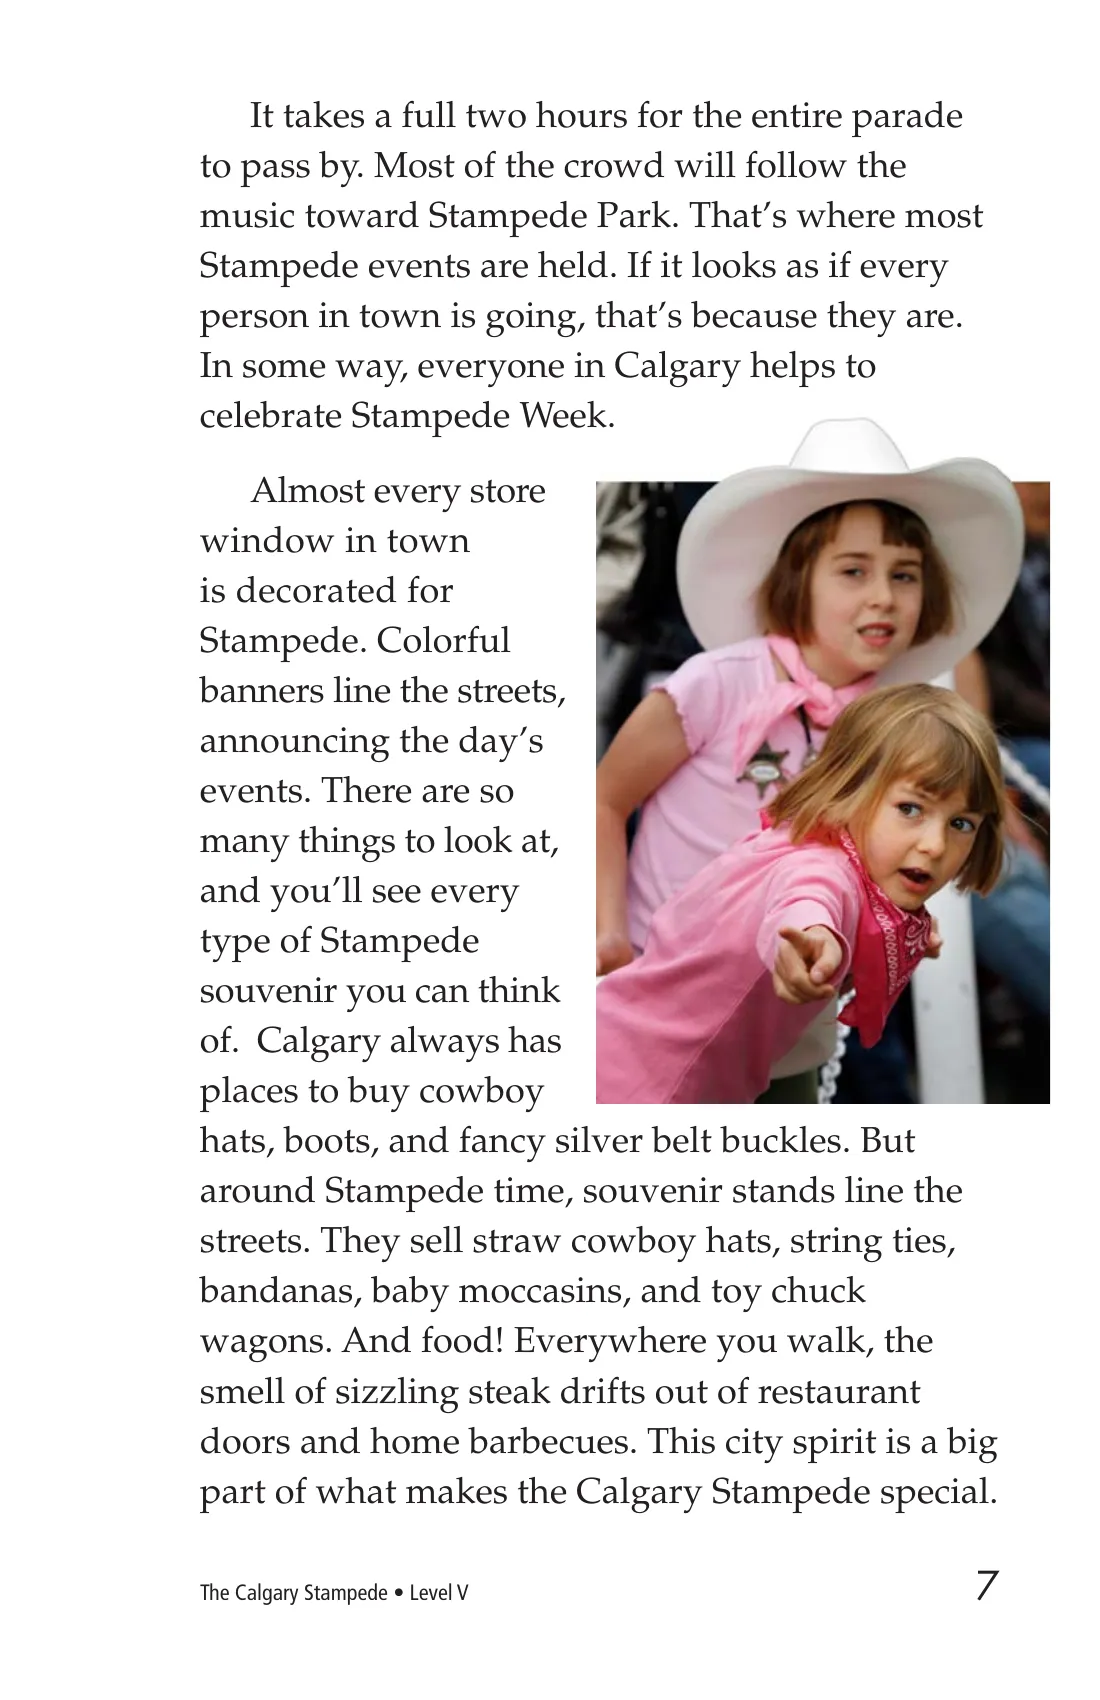 It takes a full two hours for the entire parade
to pass by. Most of the crowd will follow the
music toward Stampede Park. That’s where most
Stampede events are held. If it looks as if every
person in town is going, that’s because they are.
In some way, everyone in Calgary helps to
celebrate Stampede Week.
Almost every store
window in town
is decorated for
Stampede. Colorful
banners line the streets,
announcing the day’s
events. There are so
many things to look at,
and you’ll see every
type of Stampede
souvenir you can think
of.  Calgary always has
places to buy cowboy
hats, boots, and fancy silver belt buckles. But
around Stampede time, souvenir stands line the
streets. They sell straw cowboy hats, string ties,
bandanas, baby moccasins, and toy chuck
wagons. And food! Everywhere you walk, the
smell of sizzling steak drifts out of restaurant
doors and home barbecues. This city spirit is a big
part of what makes the Calgary Stampede special.
The Calgary Stampede • Level V
7